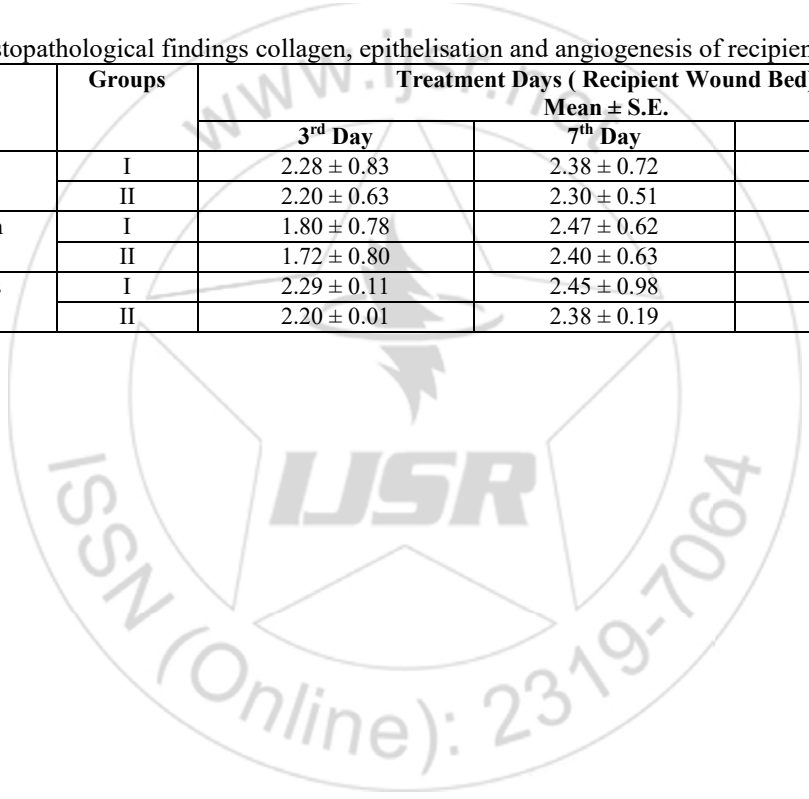 stopathological findings collagen, epithelisation and angiogenesis of recipien
Groups Treatment Days ( Recipient Wound Bed)
Mean ± S.E.
3rd Day 7th Day
I 2.28 ± 0.83 2.38 ± 0.72
II 2.20 ± 0.63 2.30 ± 0.51
n I 1.80 ± 0.78 2.47 ± 0.62
II 1.72 ± 0.80 2.40 ± 0.63
s I 2.29 ± 0.11 2.45 ± 0.98
II 2.20 ± 0.01 2.38 ± 0.19
www.ijsr.net
IJSR
ISSN (Online): 2319-7064